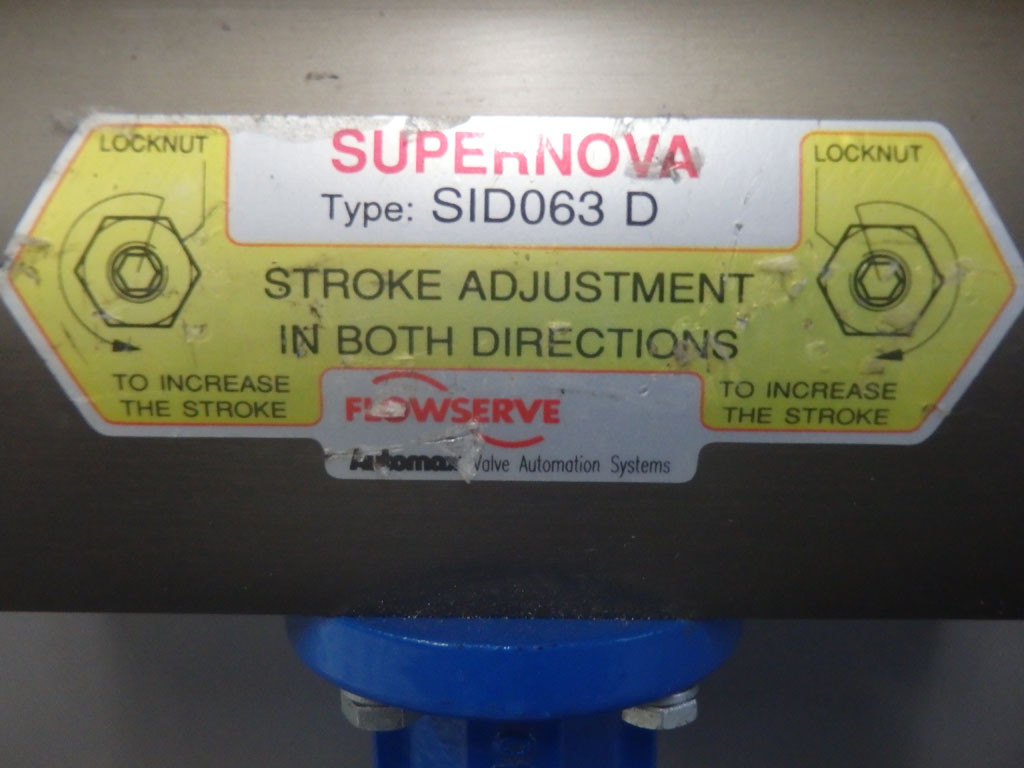 LOCKNUT
SUPERNOVA
LOCKNUT
Type: SID063 D
STROKE ADJUSTMENT
IN BOTH DIRECTIONS
TO INCREASE
THE STROKE
TO INCREASE
THE STROKE
FLOWSERVE
Automax Valve Automation Systems